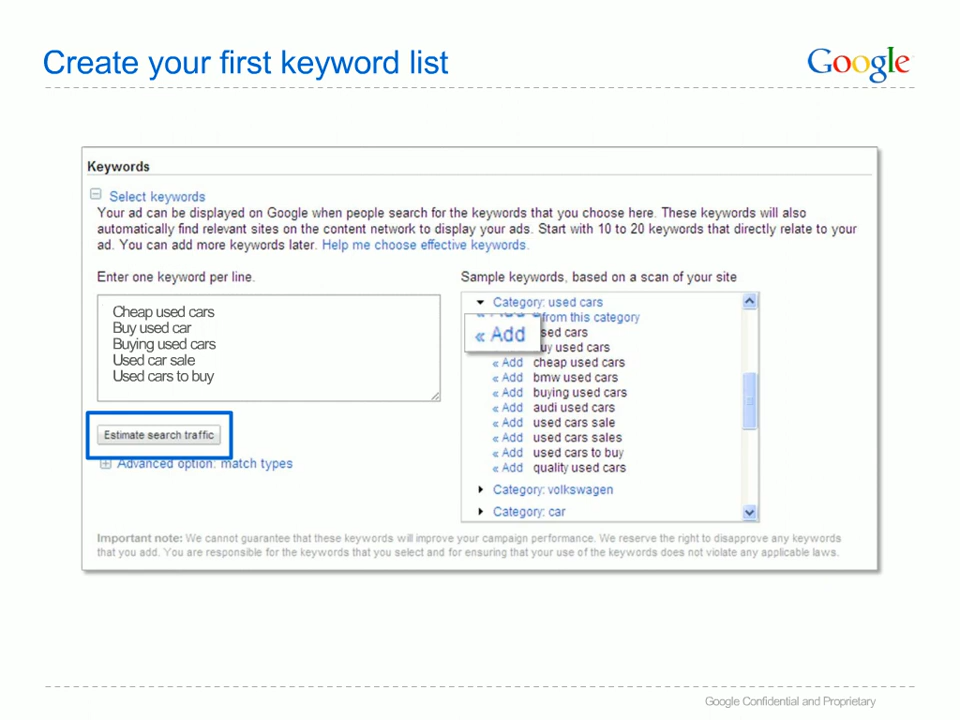 Create your first keyword list
Google
Keywords
Select keywords
Your ad can be displayed on Google when people search for the keywords that you choose here. These keywords will also
automatically find relevant sites on the content network to display your ads. Start with 10 to 20 keywords that directly relate to your
ad. You can add more keywords later. Help me choose effective keywords.
Enter one keyword per line.
Cheap used cars
Buy used car
Buying used cars
Used car sale
Used cars to buy
Estimate search traffic
Advanced option: match types
Sample keywords, based on a scan of your site
Category: used cars
from this category
« Add
used cars
buy used cars
« Add cheap used cars
« Add bmw used cars
« Add buying used cars
« Add audi used cars
« Add used cars sale
« Add used cars sales
« Add used cars to buy
« Add quality used cars
Category: volkswagen
Category: car
Important note: We cannot guarantee that these keywords will improve your campaign performance. We reserve the right to disapprove any keywords
that you add. You are responsible for the keywords that you select and for ensuring that your use of the keywords does not violate any applicable laws.
Google Confidential and Proprietary